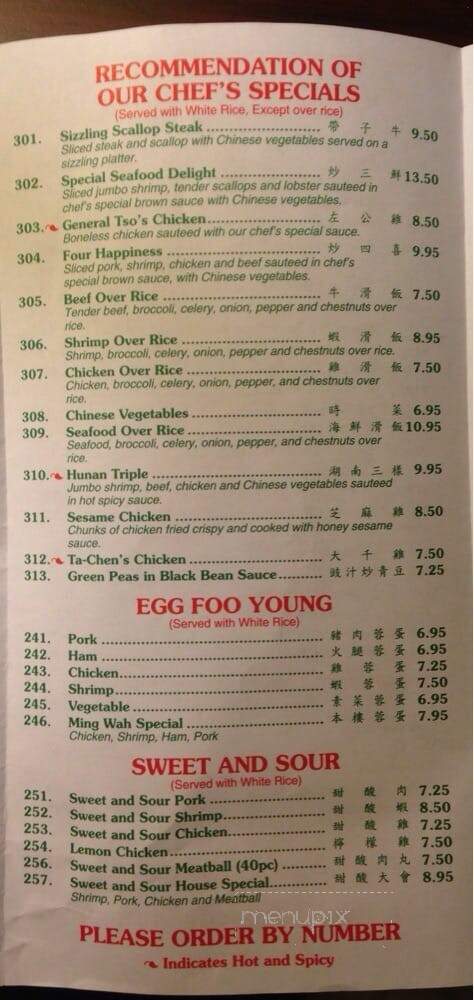 RECOMMENDATION OF
OUR CHEF'S SPECIALS
(Served with White Rice, Except over rice)
301. Sizzling Scallop Steak 帶子牛 9.50
Sliced steak and scallop with Chinese vegetables served on a
sizzling platter.
302. Special Seafood Delight 炒三鮮 13.50
Sliced jumbo shrimp, tender scallops and lobster sauteed in
chef's special brown sauce with Chinese vegetables.
303. General Tso's Chicken 左公雞 8.50
Boneless chicken sauteed with our chef's special sauce.
304. Four Happiness 炒四喜 9.95
Sliced pork, shrimp, chicken and beef sauteed in chef's
special brown sauce, with Chinese vegetables.
305. Beef Over Rice 牛滑飯 7.50
Tender beef, broccoli, celery, onion, pepper and chestnuts over
rice.
306. Shrimp Over Rice 蝦滑飯 8.95
Shrimp, broccoli, celery, onion, pepper and chestnuts over rice.
307. Chicken Over Rice 雞滑飯 7.50
Chicken, broccoli, celery, onion, pepper, and chestnuts over
rice.
308. Chinese Vegetables 時菜 6.95
309. Seafood Over Rice 海鮮滑飯 10.95
Seafood, broccoli, celery, onion, pepper, and chestnuts over
rice.
310. Hunan Triple 湖南三樣 9.95
Jumbo shrimp, beef, chicken and Chinese vegetables sauteed
in hot spicy sauce.
311. Sesame Chicken 芝麻雞 8.50
Chunks of chicken fried crispy and cooked with honey sesame
sauce.
312. Ta-Chen's Chicken 大千雞 7.50
313. Green Peas in Black Bean Sauce 豉汁炒青豆 7.25
EGG FOO YOUNG
(Served with White Rice)
241. Pork 豬肉蓉蛋 6.95
242. Ham 火腿蓉蛋 6.95
243. Chicken 雞蓉蛋 7.25
244. Shrimp 蝦蓉蛋 7.50
245. Vegetable 素菜蓉蛋 6.95
246. Ming Wah Special 本樓蓉蛋 7.95
Chicken, Shrimp, Ham, Pork
SWEET AND SOUR
(Served with White Rice)
251. Sweet and Sour Pork 甜酸肉 7.25
252. Sweet and Sour Shrimp 甜酸蝦 8.50
253. Sweet and Sour Chicken 甜酸雞 7.25
254. Lemon Chicken 檸檬雞 7.50
256. Sweet and Sour Meatball (40pc) 甜酸肉丸 7.50
257. Sweet and Sour House Special 甜酸大會 8.95
Shrimp, Pork, Chicken and Meatball
menupix
PLEASE ORDER BY NUMBER
Indicates Hot and Spicy